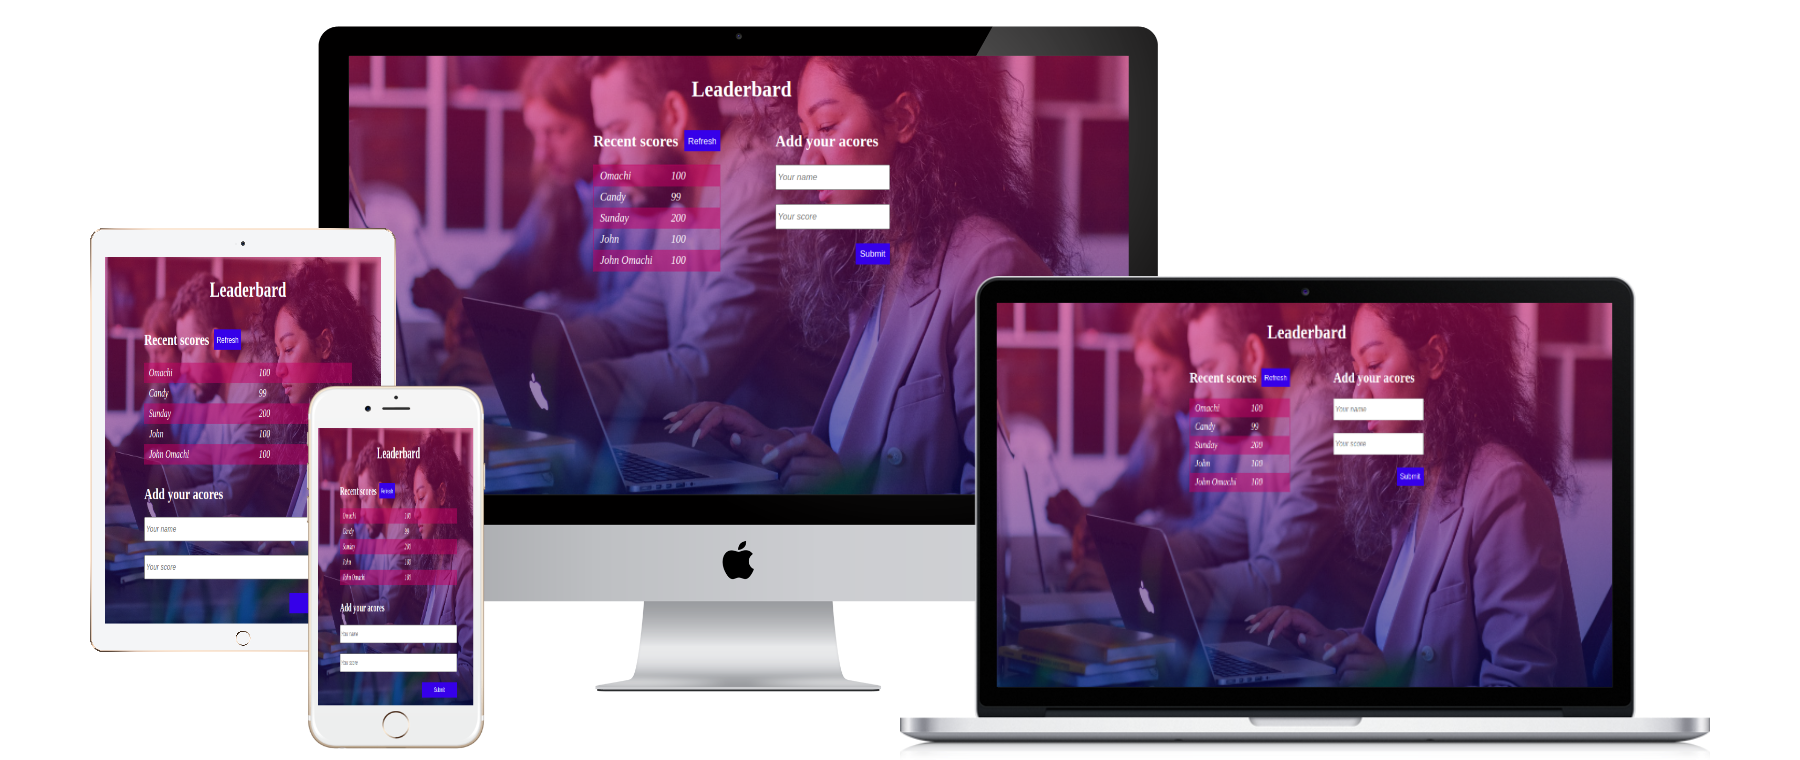 Leaderbard
Recent scores Refresh
Omachi 100
Candy 99
Sunday 200
John 100
John Omachi 100
Add your acores
Your name
Your score
Submit
Leaderbard
Recent scores Refresh
Omachi 100
Candy 99
Sunday 200
John 100
John Omachi 100
Add your acores
Your name
Your score
Leaderbard
Recent scores Refresh
Omachi 100
Candy 99
Sunday 200
John 100
John Omachi 100
Add your acores
Your name
Your score
Submit
Leaderbard
Recent scores Refresh
Omachi 100
Candy 99
Sunday 200
John 100
John Omachi 100
Add your acores
Your name
Your score
Submit